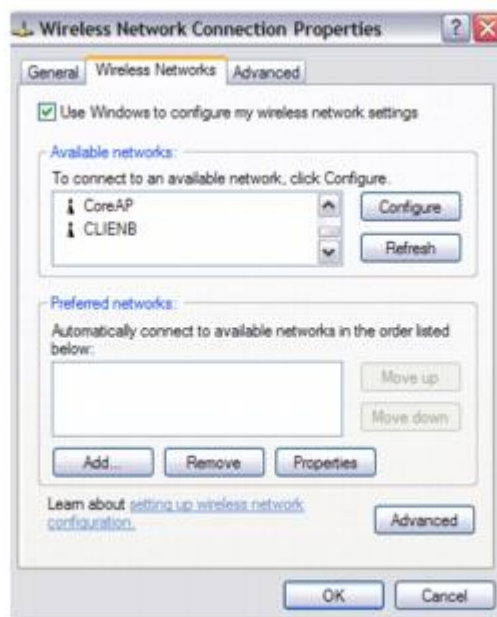 Wireless Network Connection Properties
General Wireless Networks Advanced
Use Windows to configure my wireless network settings
Available networks:
To connect to an available network, click Configure.
CoreAP Configure
CLIENB
Refresh
Preferred networks:
Automatically connect to available networks in the order listed
below:
Move up
Move down
Add... Remove Properties
Learn about setting up wireless network
configuration.
Advanced
OK Cancel